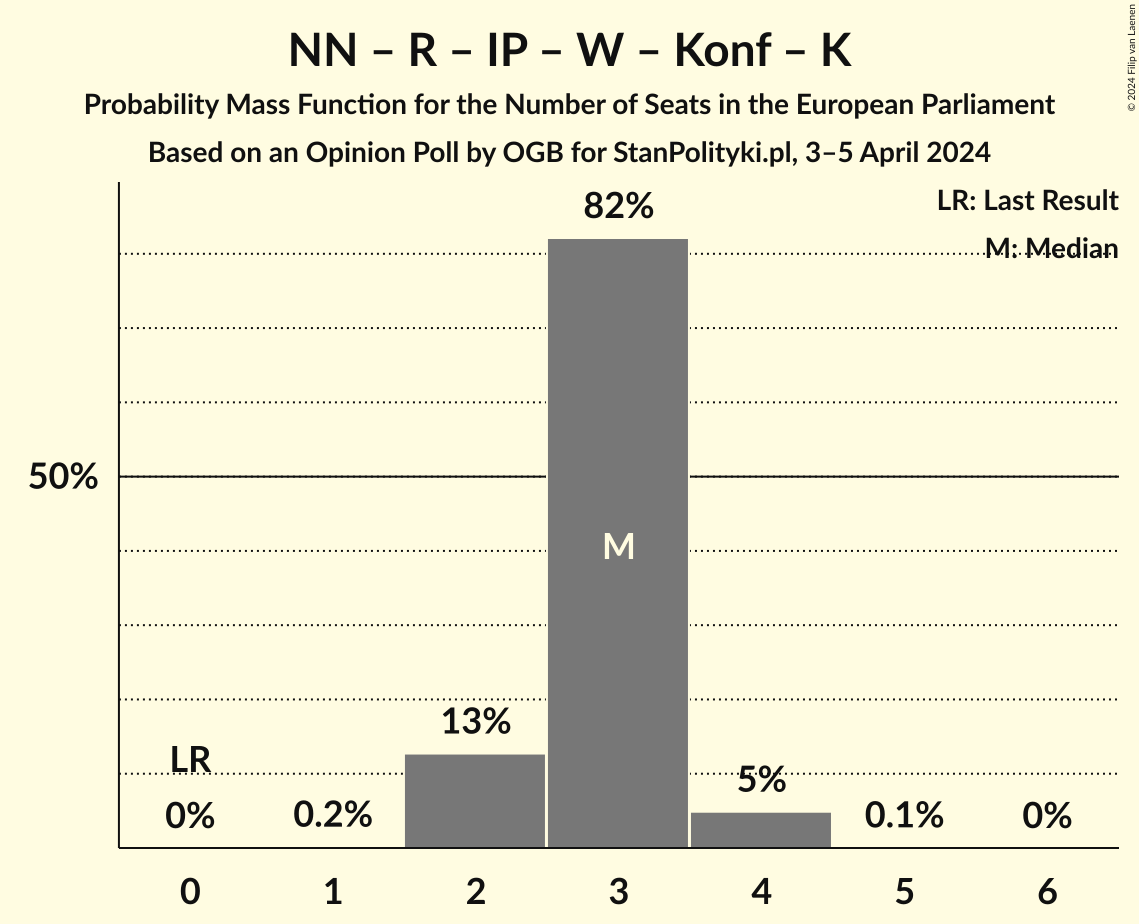 NN – R – IP – W – Konf – K
Probability Mass Function for the Number of Seats in the European Parliament
Based on an Opinion Poll by OGB for StanPolityki.pl, 3–5 April 2024
© 2024 Filip van Laenen
LR: Last Result
M: Median
82%
50%
M
13%
LR
5%
0%
0.2%
0.1%
0%
0 1 2 3 4 5 6